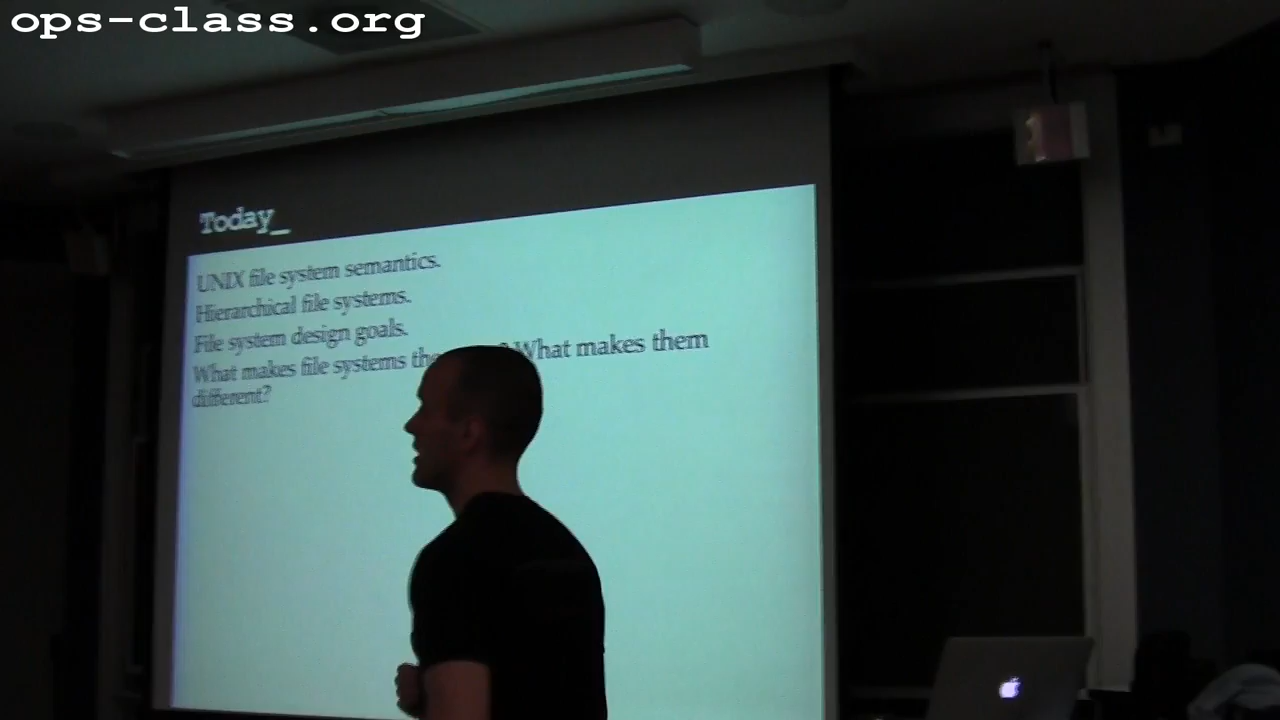 ops-class.org
Today_
UNIX file system semantics.
Hierarchical file systems.
File system design goals.
What makes file systems the ? What makes them
different?